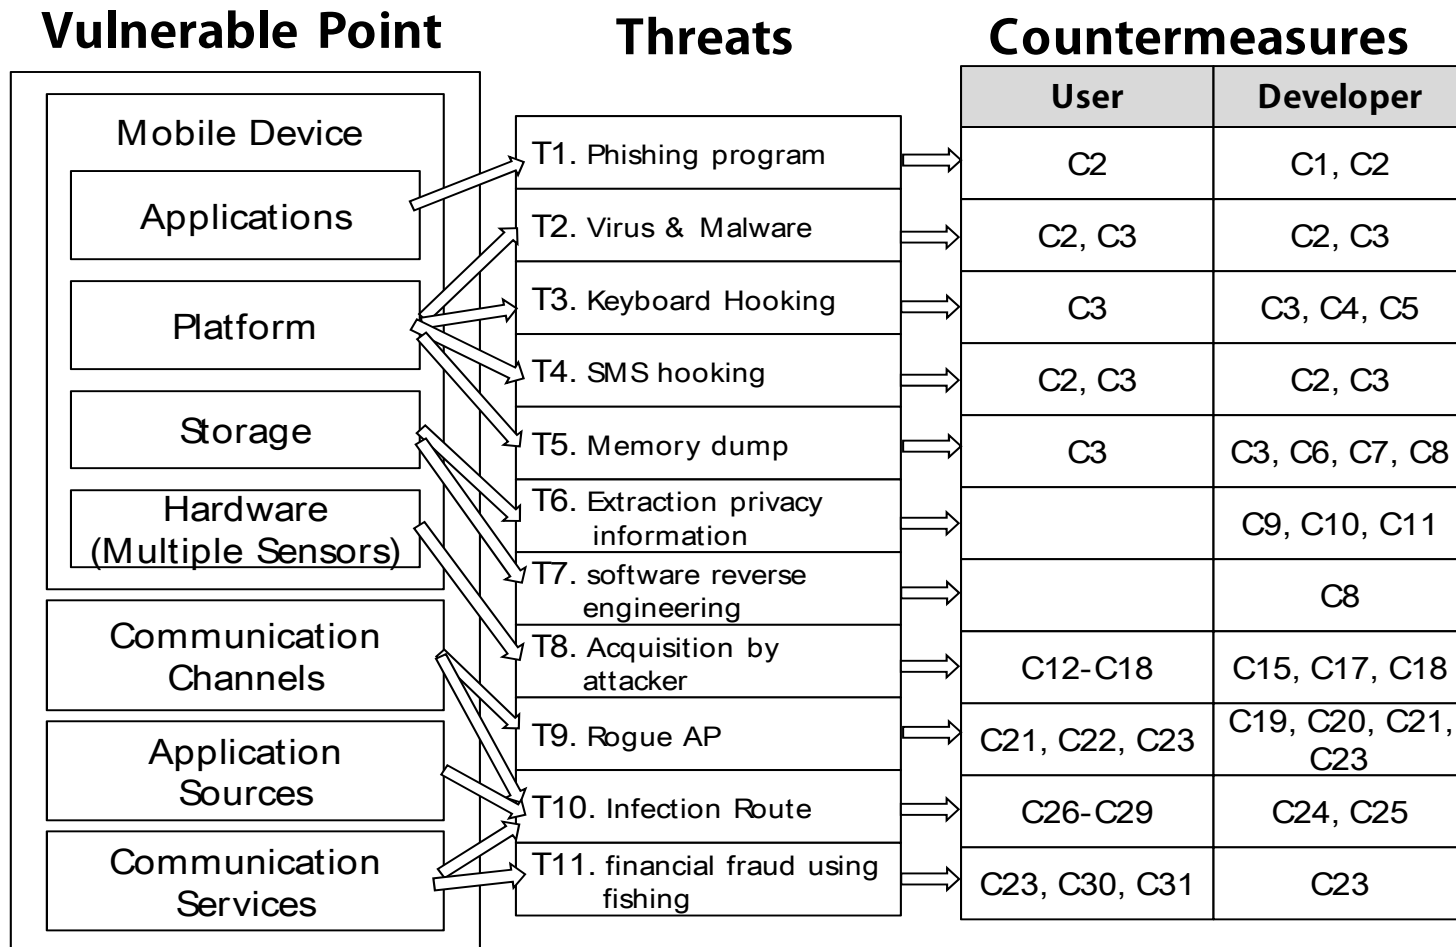 Vulnerable Point
Threats
Countermeasures
Mobile Device
Applications
Platform
Storage
Hardware
(Multiple Sensors)
Communication
Channels
Application
Sources
Communication
Services
T1. Phishing program
T2. Virus & Malware
T3. Keyboard Hooking
T4. SMS hooking
T5. Memory dump
T6. Extraction privacy
information
T7. software reverse
engineering
T8. Acquisition by
attacker
T9. Rogue AP
T10. Infection Route
T11. financial fraud using
fishing
User Developer
C2 C1, C2
C2, C3 C2, C3
C3 C3, C4, C5
C2, C3 C2, C3
C3 C3, C6, C7, C8
C9, C10, C11
C8
C12-C18 C15, C17, C18
C21, C22, C23 C19, C20, C21,
C23
C26-C29 C24, C25
C23, C30, C31 C23